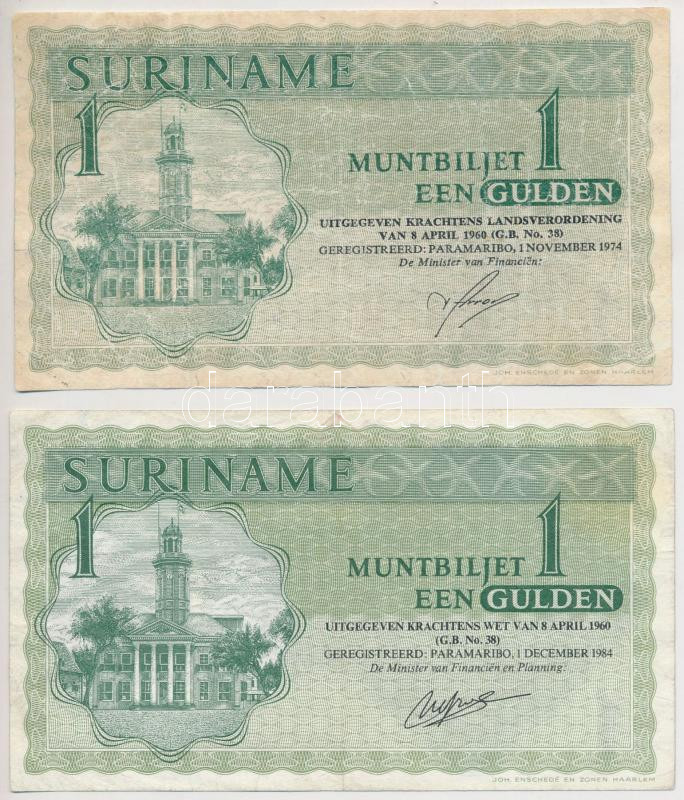 SURINAME
1
MUNTBILJET 1
EEN GULDEN
UITGEGEVEN KRACHTENS LANDSVERORDENING
VAN 8 APRIL 1960 (G.B. No. 38)
GEREGISTREERD: PARAMARIBO, 1 NOVEMBER 1974
De Minister van Financiën:
JOH. ENSCHEDÉ EN ZONEN HAARLEM
darabanth
SURINAME
1
MUNTBILJET 1
EEN GULDEN
UITGEGEVEN KRACHTENS WET VAN 8 APRIL 1960
(G.B. No. 38)
GEREGISTREERD: PARAMARIBO, 1 DECEMBER 1984
De Minister van Financiën en Planning:
JOH. ENSCHEDÉ EN ZONEN HAARLEM